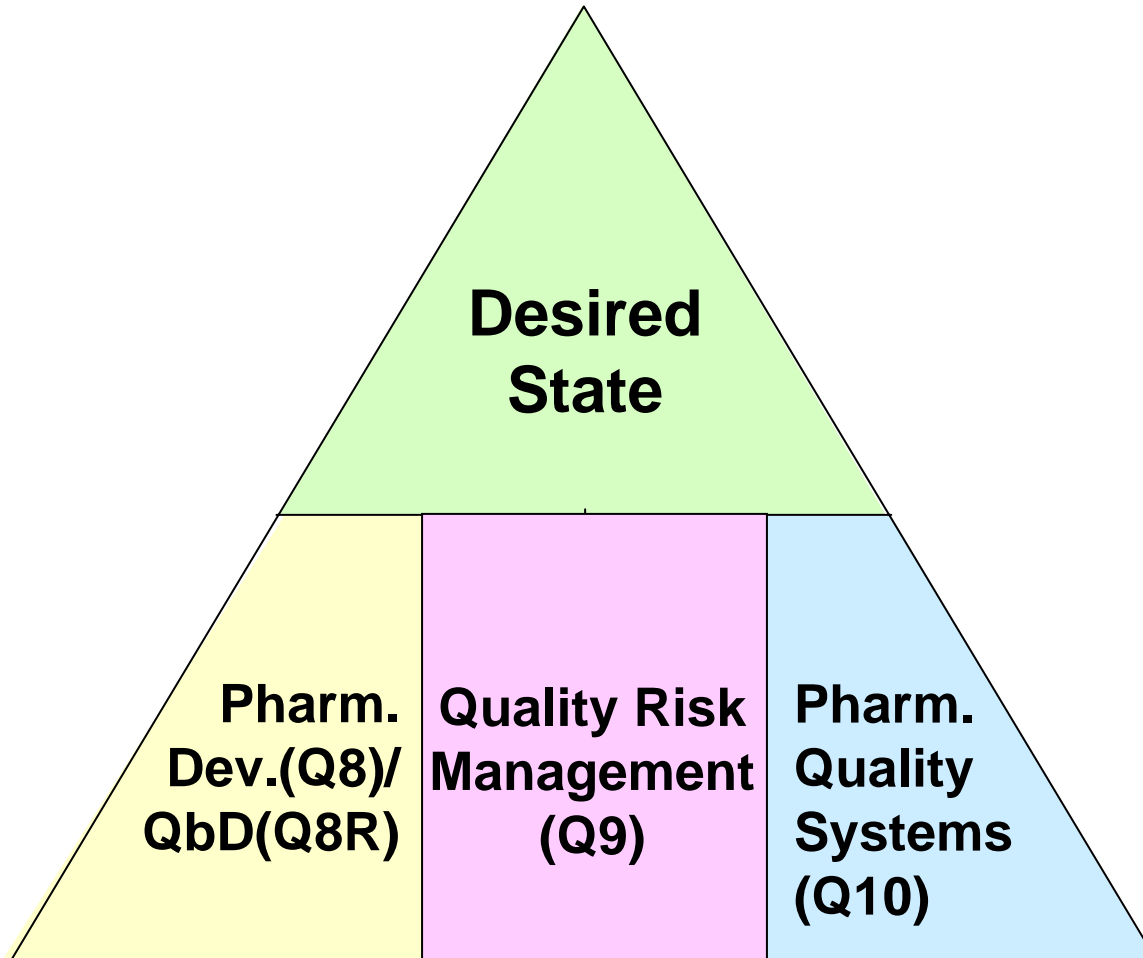 Desired
State
Pharm.
Dev.(Q8)/
QbD(Q8R)
Quality Risk
Management
(Q9)
Pharm.
Quality
Systems
(Q10)